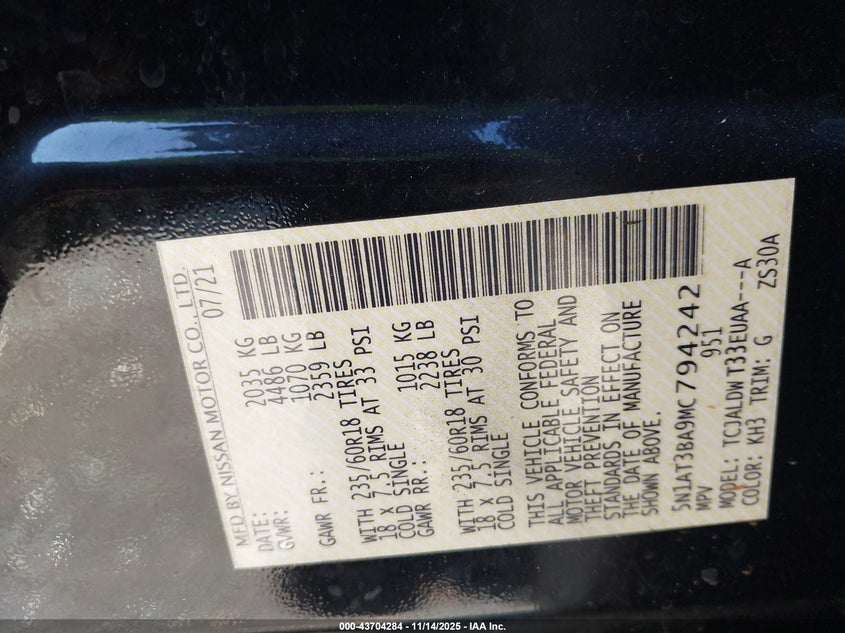 MFD BY NISSAN MOTOR CO., LTD.
DATE: 07/21
GVWR: 2035 KG
4486 LB
GAWR FR.: 1070 KG
2359 LB
WITH 235/60R18 TIRES
18 X 7.5 RIMS AT 33 PSI
COLD SINGLE
GAWR RR.: 1015 KG
2238 LB
WITH 235/60R18 TIRES
18 X 7.5 RIMS AT 30 PSI
COLD SINGLE
THIS VEHICLE CONFORMS TO
ALL APPLICABLE FEDERAL
MOTOR VEHICLE SAFETY AND
THEFT PREVENTION
STANDARDS IN EFFECT ON
THE DATE OF MANUFACTURE
SHOWN ABOVE.
5N1AT3BA9MC794242
MPV 951
MODEL: TCJALDWT33EUAA---A
COLOR: KH3 TRIM: G ZS30A
000-43704284 - 11/14/2025 - IAA Inc.